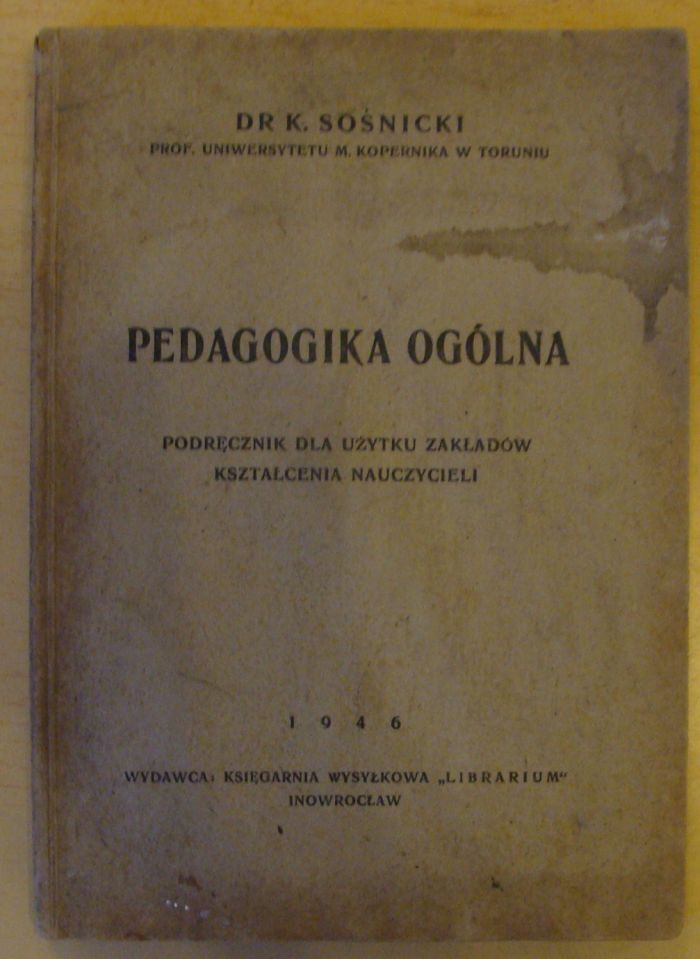 DR K. SOŚNICKI
PROF. UNIWERSYTETU M. KOPERNIKA W TORUNIU
PEDAGOGIKA OGÓLNA
PODRĘCZNIK DLA UŻYTKU ZAKŁADÓW
KSZTAŁCENIA NAUCZYCIELI
1946
WYDAWCA: KSIĘGARNIA WYSYŁKOWA „LIBRARIUM“
INOWROCŁAW